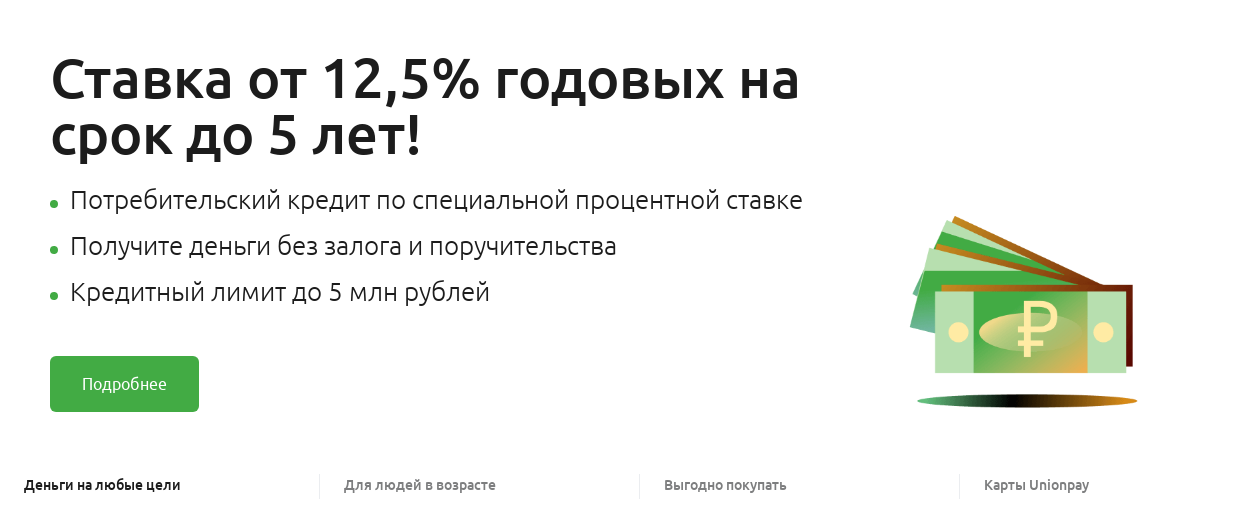 Ставка от 12,5% годовых на
срок до 5 лет!
Потребительский кредит по специальной процентной ставке
Получите деньги без залога и поручительства
Кредитный лимит до 5 млн рублей
₽
Подробнее
Деньги на любые цели
Для людей в возрасте
Выгодно покупать
Карты Unionpay